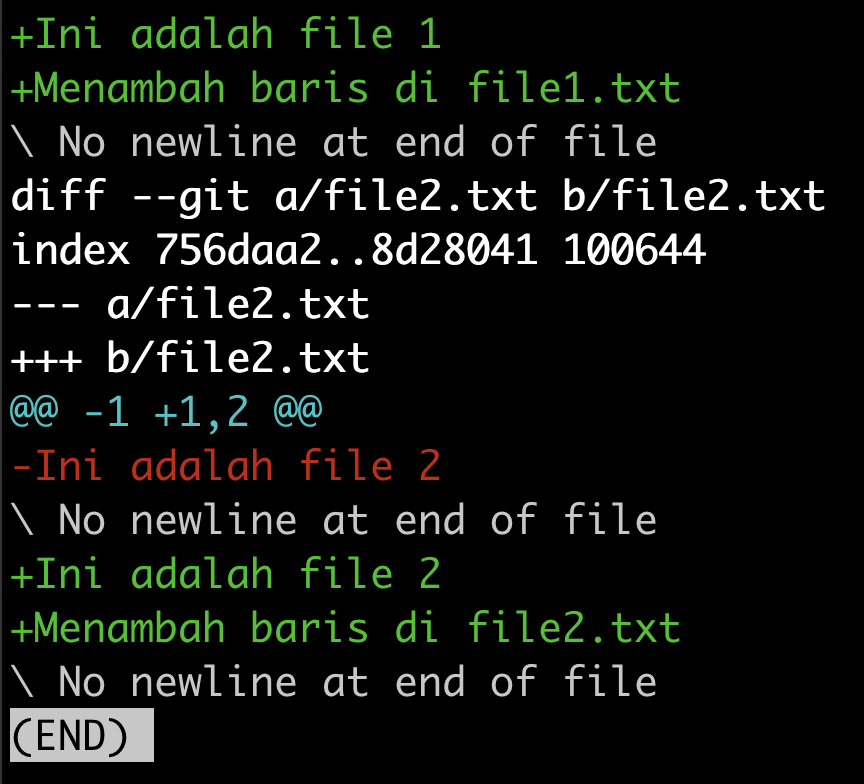 +Ini adalah file 1
+Menambah baris di file1.txt
\ No newline at end of file
diff --git a/file2.txt b/file2.txt
index 756daa2..8d28041 100644
--- a/file2.txt
+++ b/file2.txt
@@ -1 +1,2 @@
-Ini adalah file 2
\ No newline at end of file
+Ini adalah file 2
+Menambah baris di file2.txt
\ No newline at end of file
(END)